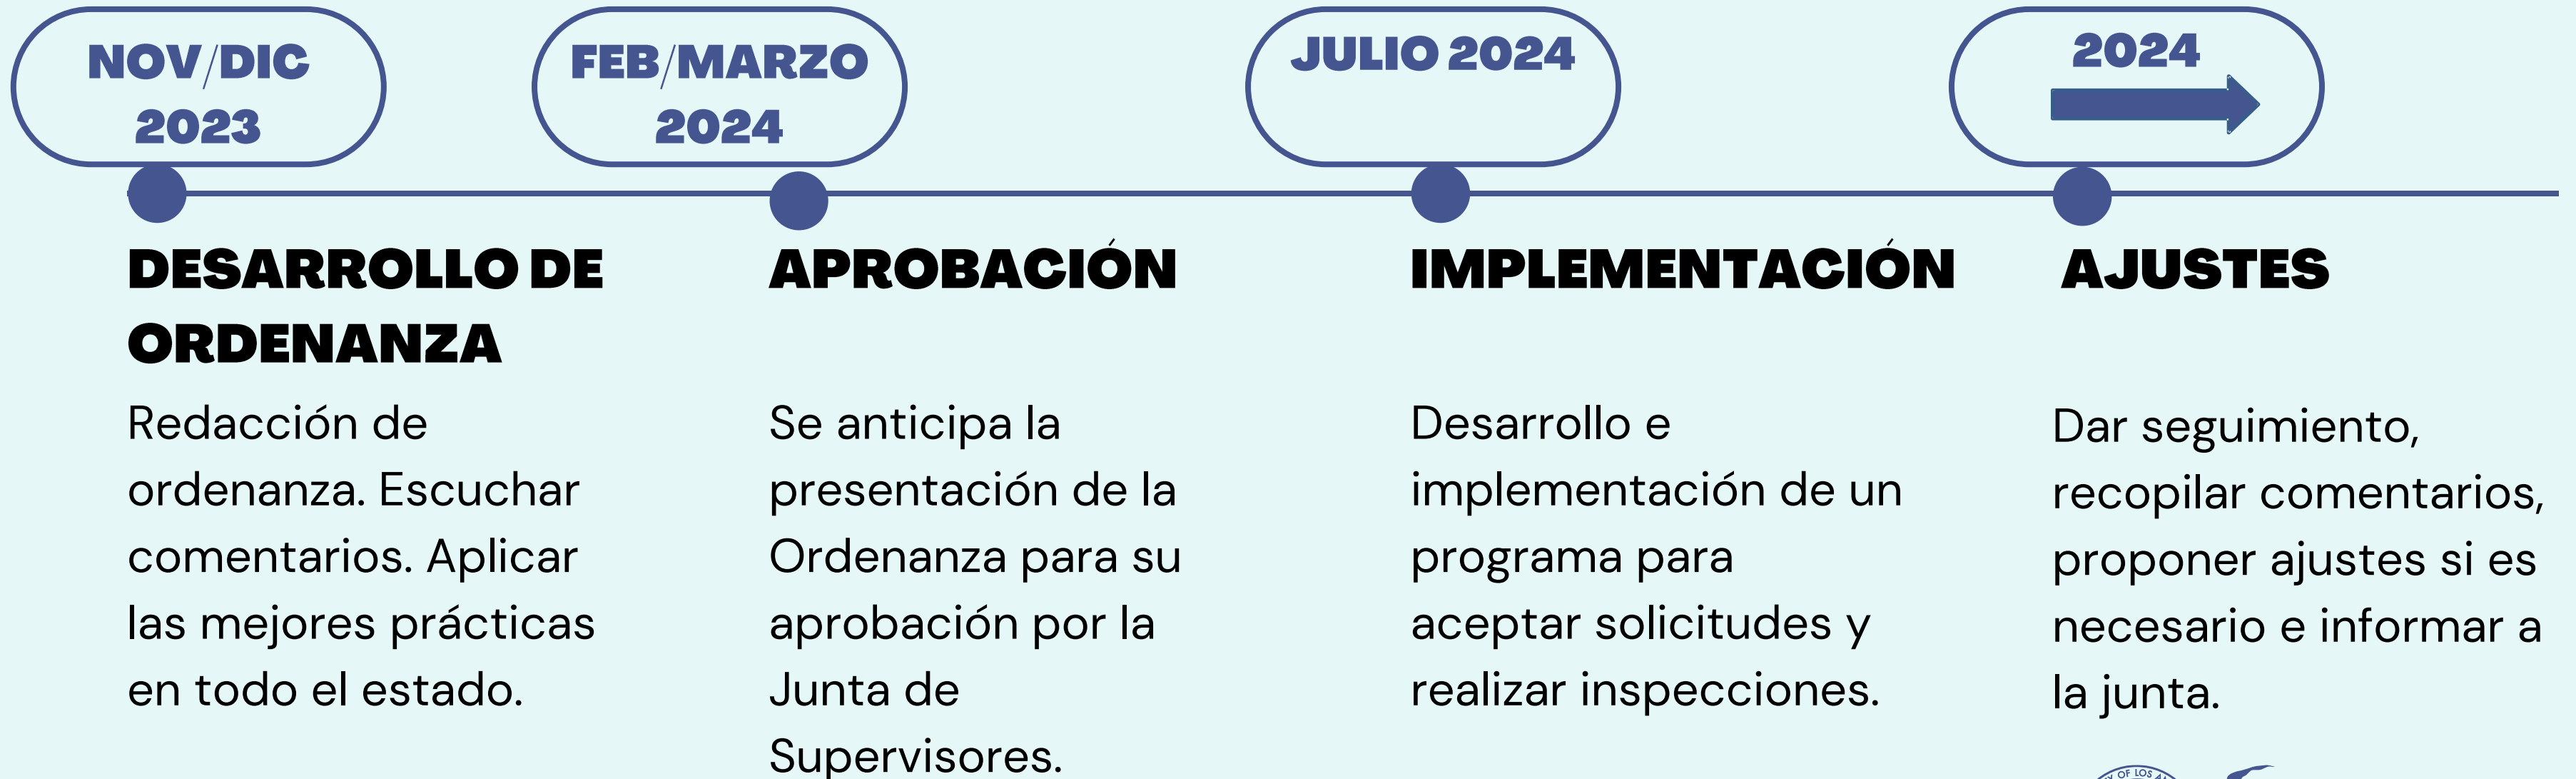 NOV/DIC
2023
FEB/MARZO
2024
JULIO 2024
2024
DESARROLLO DE
ORDENANZA
Redacción de
ordenanza. Escuchar
comentarios. Aplicar
las mejores prácticas
en todo el estado.
APROBACIÓN
Se anticipa la
presentación de la
Ordenanza para su
aprobación por la
Junta de
Supervisores.
IMPLEMENTACIÓN
Desarrollo e
implementación de un
programa para
aceptar solicitudes y
realizar inspecciones.
AJUSTES
Dar seguimiento,
recopilar comentarios,
proponer ajustes si es
necesario e informar a
la junta.
OF LOS